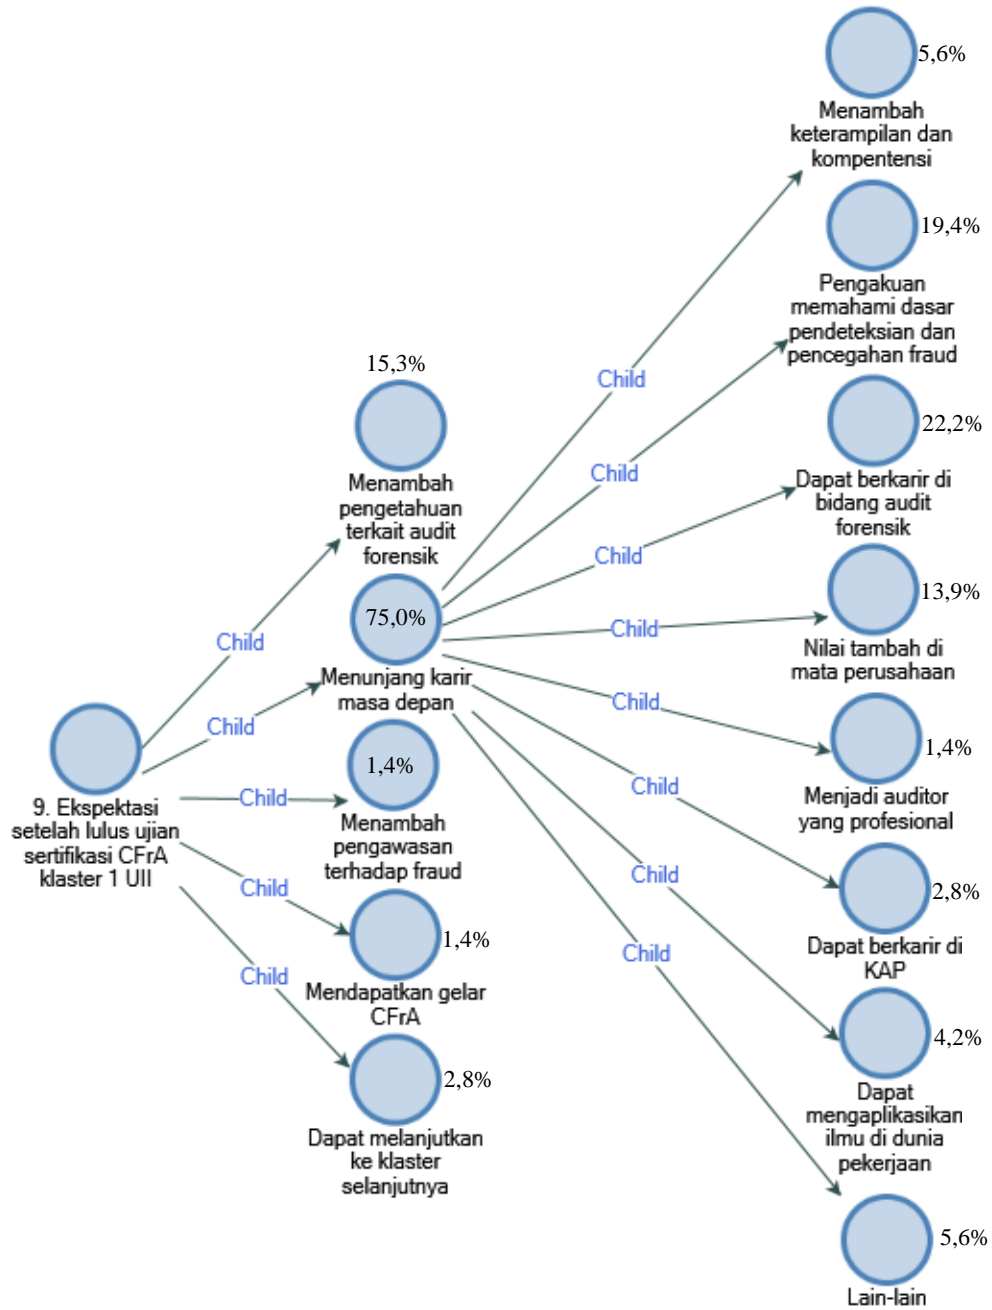 9. Ekspektasi
setelah lulus ujian
sertifikasi CFrA
klaster 1 UII
Child
Child
Child
Child
Child
15,3%
Menambah
pengetahuan
terkait audit
forensik
75,0%
Menunjang karir
masa depan
1,4%
Menambah
pengawasan
terhadap fraud
1,4%
Mendapatkan gelar
CFrA
2,8%
Dapat melanjutkan
ke klaster
selanjutnya
Child
Child
Child
Child
Child
Child
Child
Child
5,6%
Menambah
keterampilan dan
kompentensi
19,4%
Pengakuan
memahami dasar
pendeteksian dan
pencegahan fraud
22,2%
Dapat berkarir di
bidang audit
forensik
13,9%
Nilai tambah di
mata perusahaan
1,4%
Menjadi auditor
yang profesional
2,8%
Dapat berkarir di
KAP
4,2%
Dapat
mengaplikasikan
ilmu di dunia
pekerjaan
5,6%
Lain-lain